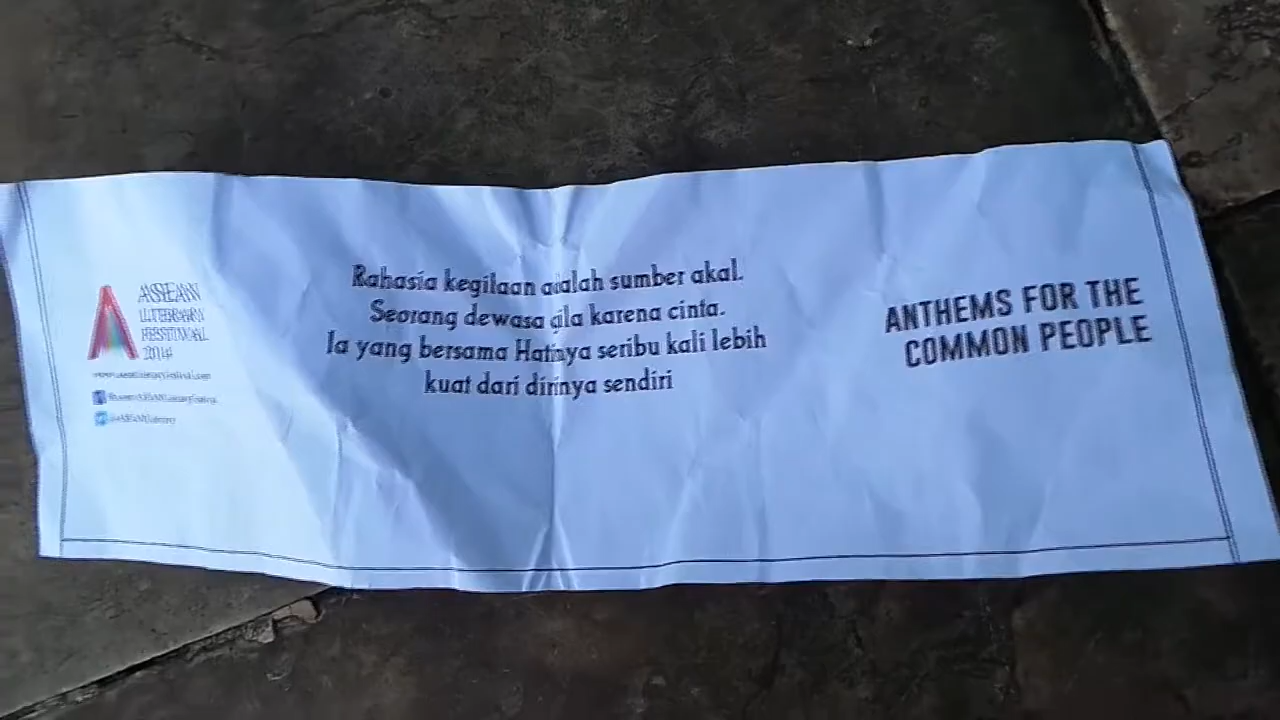 ASEAN
LITERARY
FESTIVAL
2014
Rahasia kegilaan adalah sumber akal.
Seorang dewasa gila karena cinta.
Ia yang bersama Hatinya seribu kali lebih
kuat dari dirinya sendiri
ANTHEMS FOR THE
COMMON PEOPLE